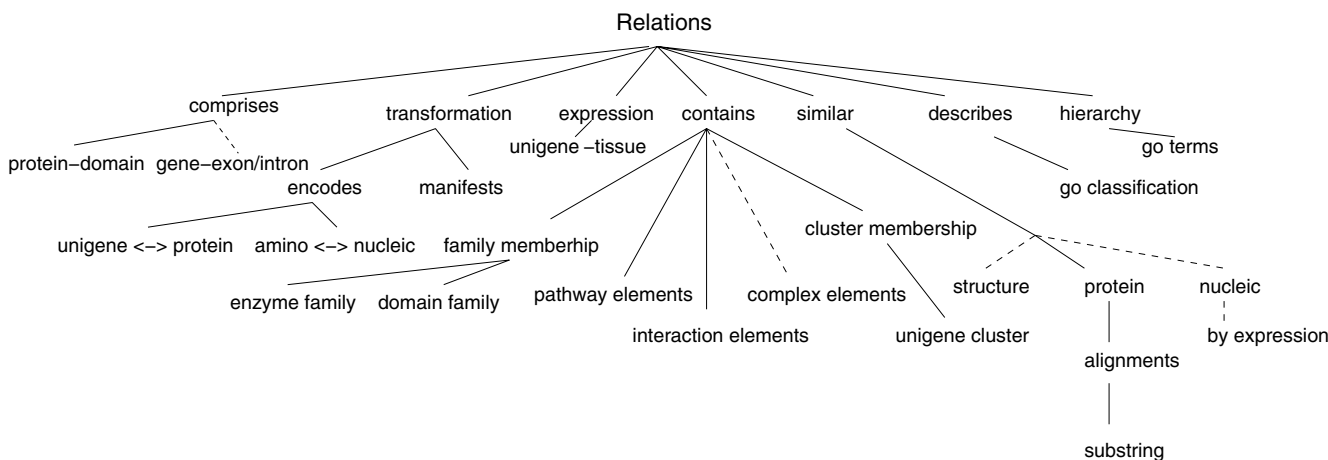 Relations
comprises transformation expression contains similar describes hierarchy
protein-domain gene-exon/intron unigene -tissue go terms
encodes manifests go classification
unigene <-> protein amino <-> nucleic family memberhip cluster membership
enzyme family domain family pathway elements complex elements structure protein nucleic
interaction elements unigene cluster by expression
alignments
substring